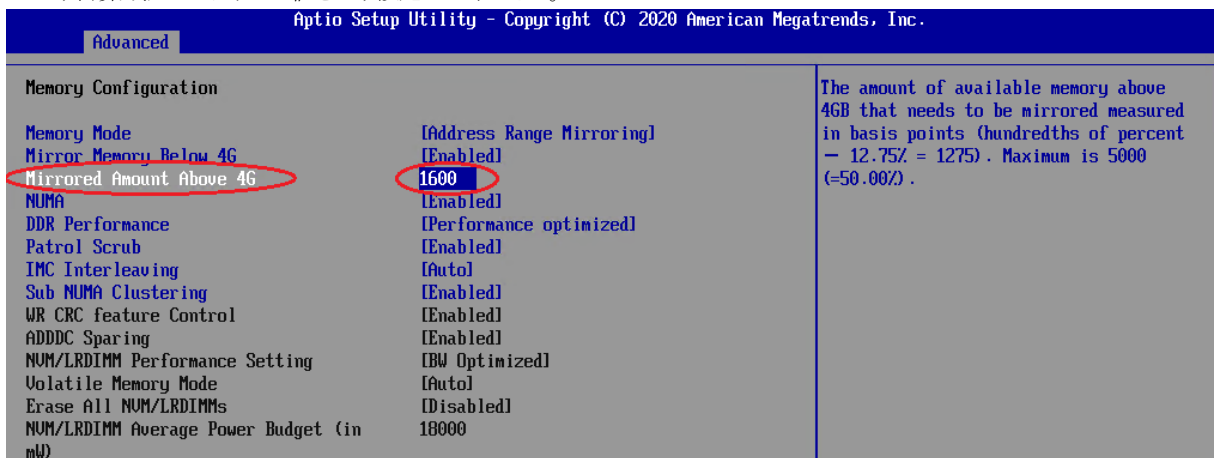 Aptio Setup Utility - Copyright (C) 2020 American Megatrends, Inc.
Advanced
Memory Configuration
Memory Mode [Address Range Mirroring]
Mirror Memory Below 4G [Enabled]
Mirrored Amount Above 4G 1600
NUMA [Enabled]
DDR Performance [Performance optimized]
Patrol Scrub [Enabled]
IMC Interleaving [Auto]
Sub NUMA Clustering [Enabled]
WR CRC feature Control [Enabled]
ADDDC Sparing [Enabled]
NVM/LRDIMM Performance Setting [BW Optimized]
Volatile Memory Mode [Auto]
Erase All NVM/LRDIMMs [Disabled]
NVM/LRDIMM Average Power Budget (in 18000
mW)
The amount of available memory above
4GB that needs to be mirrored measured
in basis points (hundredths of percent
– 12.75% = 1275). Maximum is 5000
(=50.00%).